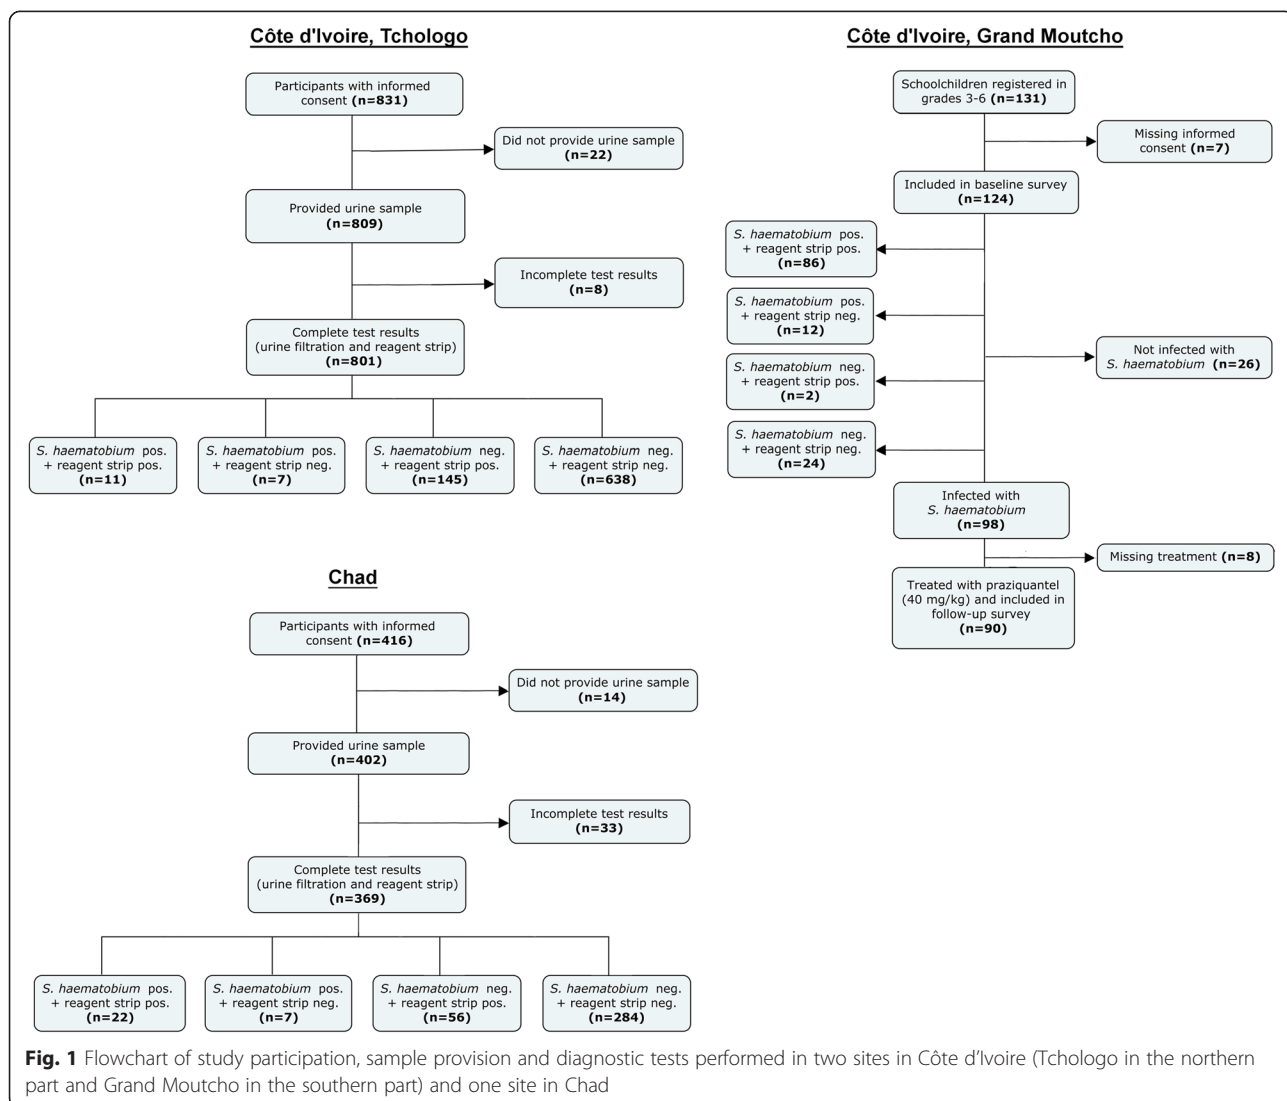 Côte d'Ivoire, Tchologo
Participants with informed
consent (n=831)
Did not provide urine sample
(n=22)
Provided urine sample
(n=809)
Incomplete test results
(n=8)
Complete test results
(urine filtration and reagent strip)
(n=801)
S. haematobium pos.
+ reagent strip pos.
(n=11)
S. haematobium pos.
+ reagent strip neg.
(n=7)
S. haematobium neg.
+ reagent strip pos.
(n=145)
S. haematobium neg.
+ reagent strip neg.
(n=638)
Côte d'Ivoire, Grand Moutcho
Schoolchildren registered in
grades 3-6 (n=131)
Missing informed
consent (n=7)
Included in baseline survey
(n=124)
S. haematobium pos.
+ reagent strip pos.
(n=86)
S. haematobium pos.
+ reagent strip neg.
(n=12)
Not infected with
S. haematobium (n=26)
S. haematobium neg.
+ reagent strip pos.
(n=2)
S. haematobium neg.
+ reagent strip neg.
(n=24)
Infected with
S. haematobium
(n=98)
Missing treatment (n=8)
Treated with praziquantel
(40 mg/kg) and included in
follow-up survey
(n=90)
Chad
Participants with informed
consent (n=416)
Did not provide urine sample
(n=14)
Provided urine sample
(n=402)
Incomplete test results
(n=33)
Complete test results
(urine filtration and reagent strip)
(n=369)
S. haematobium pos.
+ reagent strip pos.
(n=22)
S. haematobium pos.
+ reagent strip neg.
(n=7)
S. haematobium neg.
+ reagent strip pos.
(n=56)
S. haematobium neg.
+ reagent strip neg.
(n=284)
Fig. 1 Flowchart of study participation, sample provision and diagnostic tests performed in two sites in Côte d'Ivoire (Tchologo in the northern
part and Grand Moutcho in the southern part) and one site in Chad